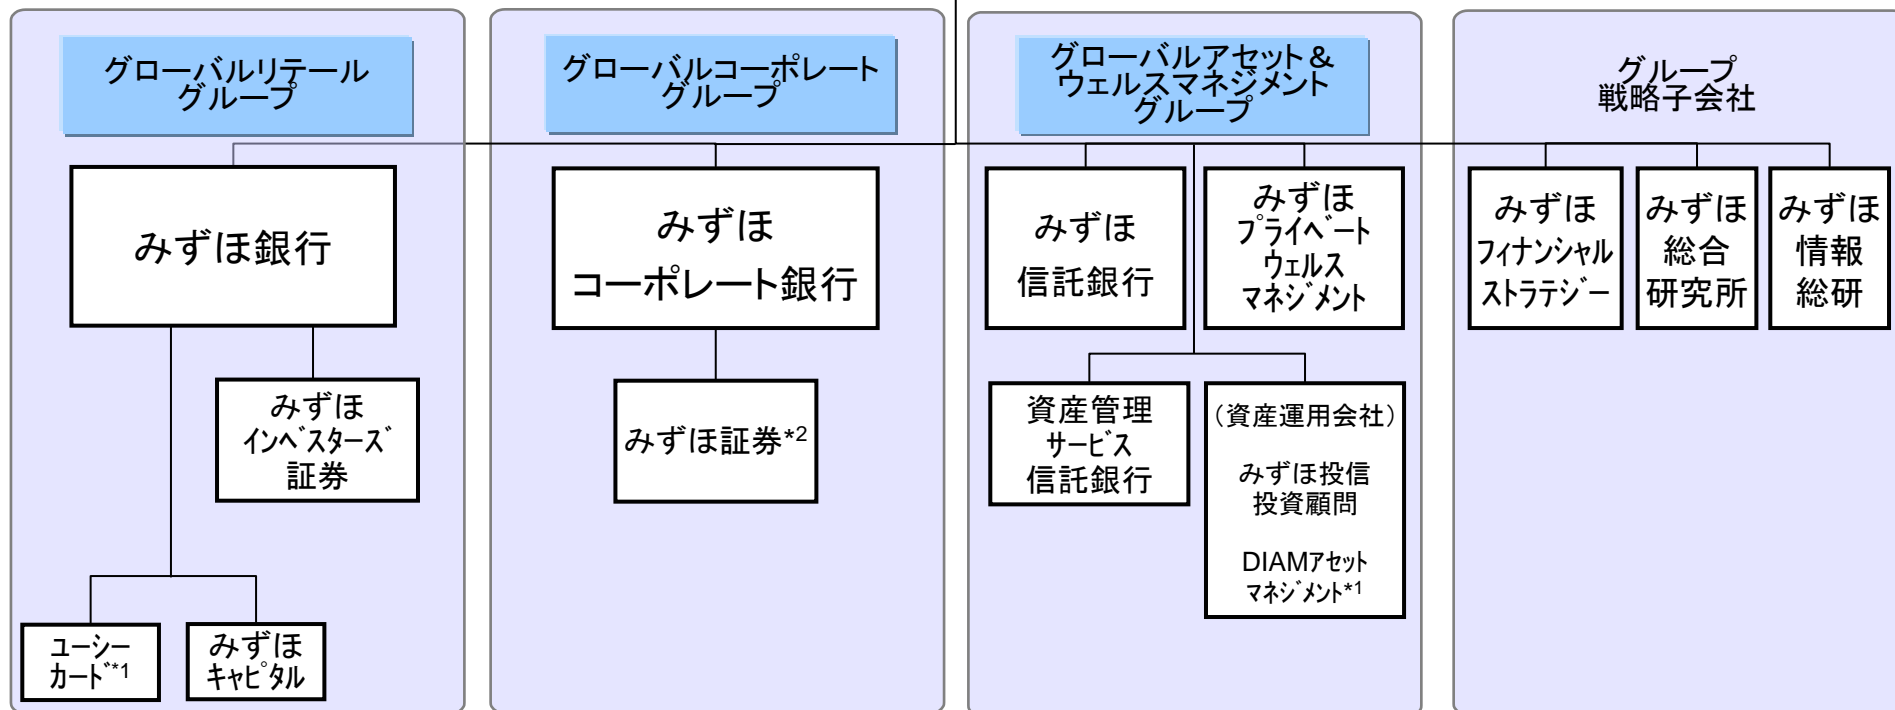 グローバルリテール
グループ
みずほ銀行
みずほ
インベスターズ
証券
ユーシー
カード*1
みずほ
キャピタル
グローバルコーポレート
グループ
みずほ
コーポレート銀行
みずほ証券*2
グローバルアセット&
ウェルスマネジメント
グループ
みずほ
信託銀行
みずほ
プライベート
ウェルス
マネジメント
資産管理
サービス
信託銀行
(資産運用会社)
みずほ投信
投資顧問
DIAMアセット
マネジメント*1
グループ
戦略子会社
みずほ
フィナンシャル
ストラテジー
みずほ
総合
研究所
みずほ
情報
総研